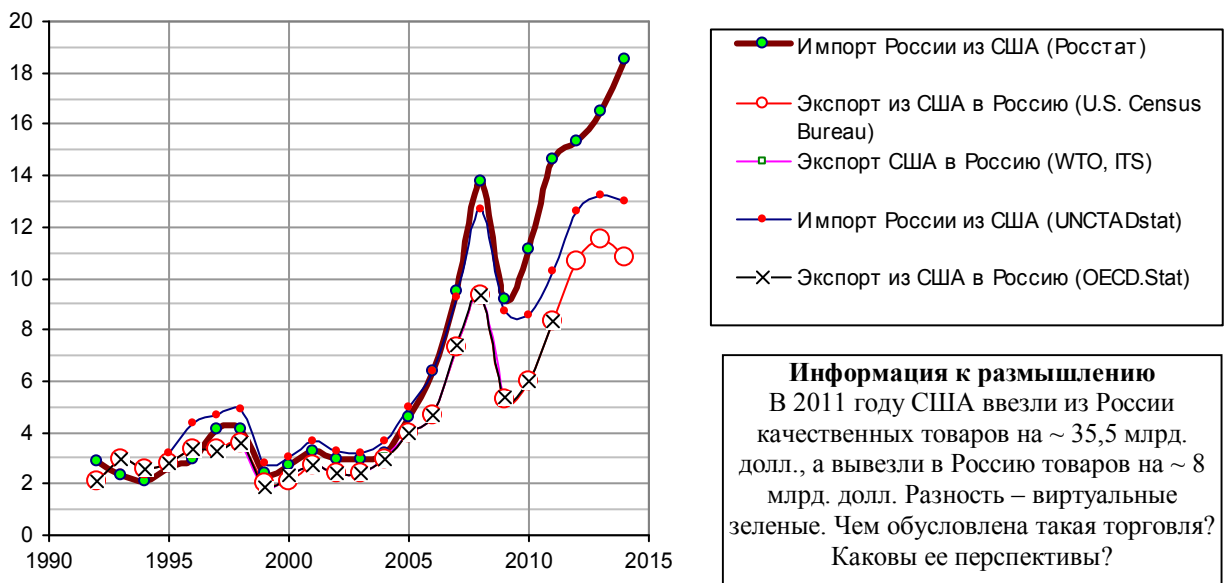 20
18
16
14
12
10
8
6
4
2
0
1990 1995 2000 2005 2010 2015
Импорт России из США (Росстат)
Экспорт из США в Россию (U.S. Census
Bureau)
Экспорт США в Россию (WTO, ITS)
Импорт России из США (UNCTADstat)
Экспорт из США в Россию (OECD.Stat)
Информация к размышлению
В 2011 году США ввезли из России
качественных товаров на ~ 35,5 млрд.
долл., а вывезли в Россию товаров на ~ 8
млрд. долл. Разность – виртуальные
зеленые. Чем обусловлена такая торговля?
Каковы ее перспективы?